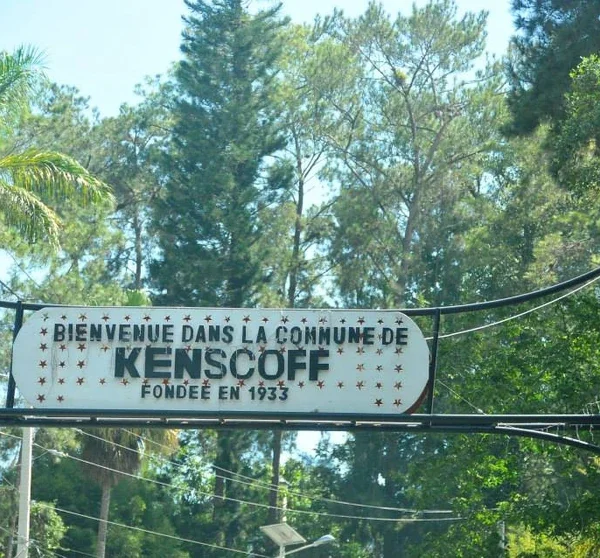 BIENVENUE DANS LA COMMUNE DE
KENSCOFF
FONDEE EN 1933